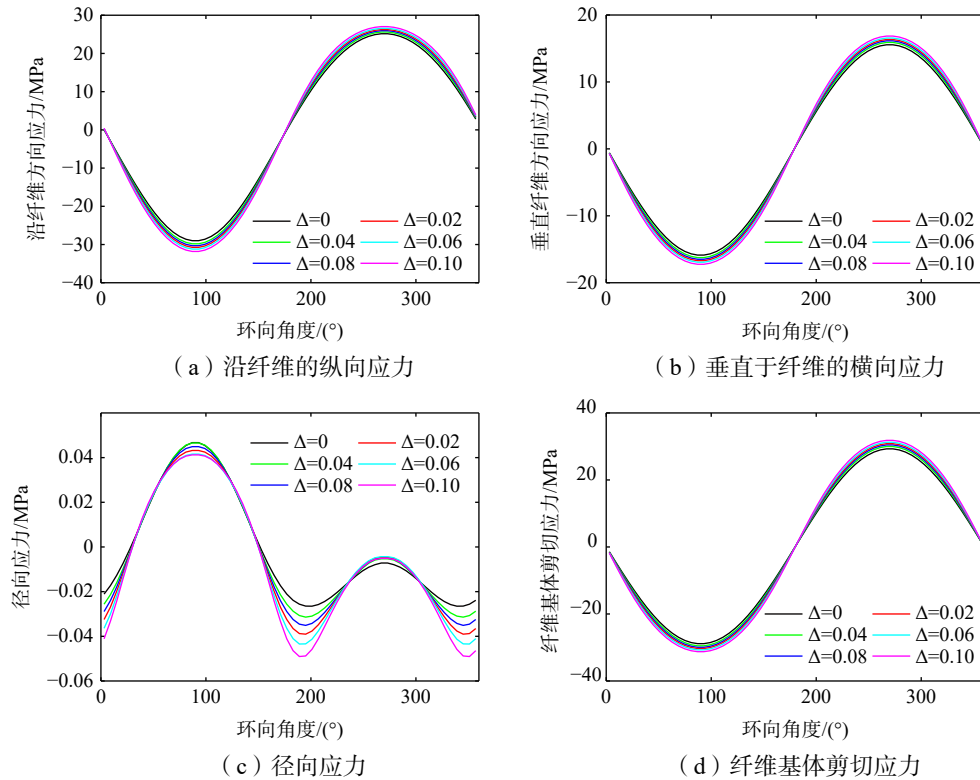 30
20
10
0
−10
−20
−30
−40
沿纤维方向应力/MPa
Δ=0 Δ=0.02
Δ=0.04 Δ=0.06
Δ=0.08 Δ=0.10
0 100 200 300
环向角度/(°)
（a）沿纤维的纵向应力
20
10
0
−10
−20
垂直纤维方向应力/MPa
Δ=0 Δ=0.02
Δ=0.04 Δ=0.06
Δ=0.08 Δ=0.10
0 100 200 300
环向角度/(°)
（b）垂直于纤维的横向应力
0.04
0.02
0
−0.02
−0.04
−0.06
径向应力/MPa
Δ=0 Δ=0.02
Δ=0.04 Δ=0.06
Δ=0.08 Δ=0.10
0 100 200 300
环向角度/(°)
（c）径向应力
40
20
0
−20
−40
纤维基体剪切应力/MPa
Δ=0 Δ=0.02
Δ=0.04 Δ=0.06
Δ=0.08 Δ=0.10
0 100 200 300
环向角度/(°)
（d）纤维基体剪切应力